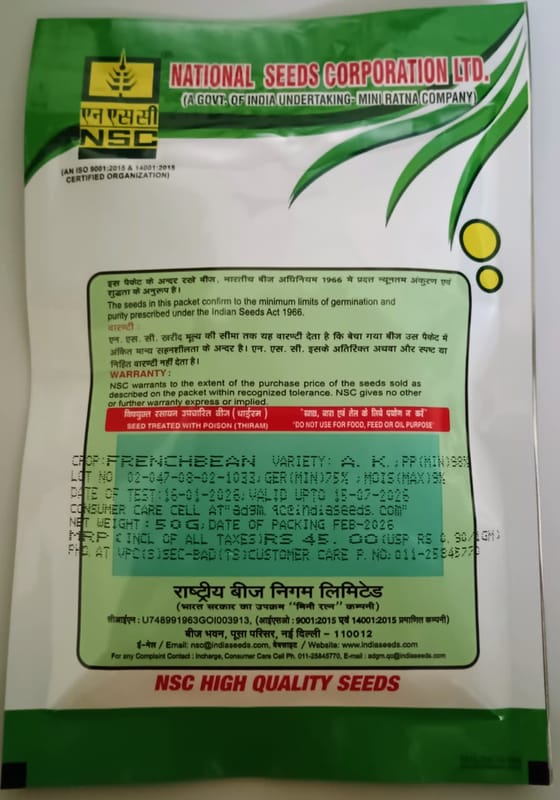 एन एस सी
NSC
NATIONAL SEEDS CORPORATION LTD.
(A GOVT. OF INDIA UNDERTAKING- MINI RATNA COMPANY)
(AN ISO 9001:2015 & 14001:2015
CERTIFIED ORGANIZATION)
इस पैकेट के अन्दर रखे बीज, भारतीय बीज अधिनियम 1966 में प्रदत्त न्यूनतम अंकुरण एवं
शुद्धता के अनुरूप है।
The seeds in this packet confirm to the minimum limits of germination and
purity prescribed under the Indian Seeds Act 1966.
वारण्टी :
एन. एस. सी. खरीद मूल्य की सीमा तक यह वारण्टी देता है कि बेचा गया बीज उस पैकेट में
अंकित मान्य सहनशीलता के अन्दर है। एन. एस. सी. इसके अतिरिक्त अथवा और स्पष्ट या
निहित वारण्टी नहीं देता है।
WARRANTY :
NSC warrants to the extent of the purchase price of the seeds sold as
described on the packet within recognized tolerance. NSC gives no other
or further warranty express or implied.
विषयुक्त रसायन उपचारित बीज (थाईरम) "खाद्य, चारा एवं तेल के लिये प्रयोग न करें"
SEED TREATED WITH POISON (THIRAM) "DO NOT USE FOR FOOD, FEED OR OIL PURPOSE"
CROP:FRENCHBEAN VARIETY: A. K.;PP(MIN)98%
LOT NO 02-047-08-02-1033;GER(MIN)75% ;MOIS(MAX)9%
DATE OF TEST:16-01-2026;VALID UPTO 15-07-2026
CONSUMER CARE CELL AT"adgm.qc@indiaseeds.com"
NET WEIGHT:50G;DATE OF PACKING FEB-2026
MRP (INCL OF ALL TAXES)RS 45.00(USP RS 0.90/1GM)
PKD AT VPC(S)SEC-BAD(TS)CUSTOMER CARE P.NO.011-25845770
राष्ट्रीय बीज निगम लिमिटेड
(भारत सरकार का उपक्रम "मिनी रत्न" कम्पनी)
सीआईएन : U748991963GOI003913, (आईएसओ : 9001:2015 एवं 14001:2015 प्रमाणित कम्पनी)
बीज भवन, पूसा परिसर, नई दिल्ली - 110012
ई-मेल / Email: nsc@indiaseeds.com, वेबसाइट / Website: www.indiaseeds.com
For any Complaint Contact : Incharge, Consumer Care Cell Ph. 011-25845770, E-mail : adgm.qc@indiaseeds.com
NSC HIGH QUALITY SEEDS